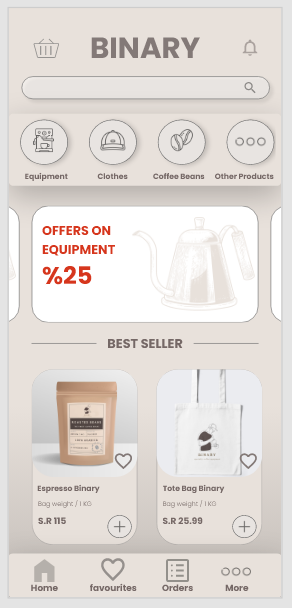 BINARY
Equipment
Clothes
Coffee Beans
Other Products
OFFERS ON
EQUIPMENT
%25
BEST SELLER
Espresso Binary
Bag weight / 1 KG
S.R 115
Tote Bag Binary
Bag weight / 1 KG
S.R 25.99
Home
favourites
Orders
More